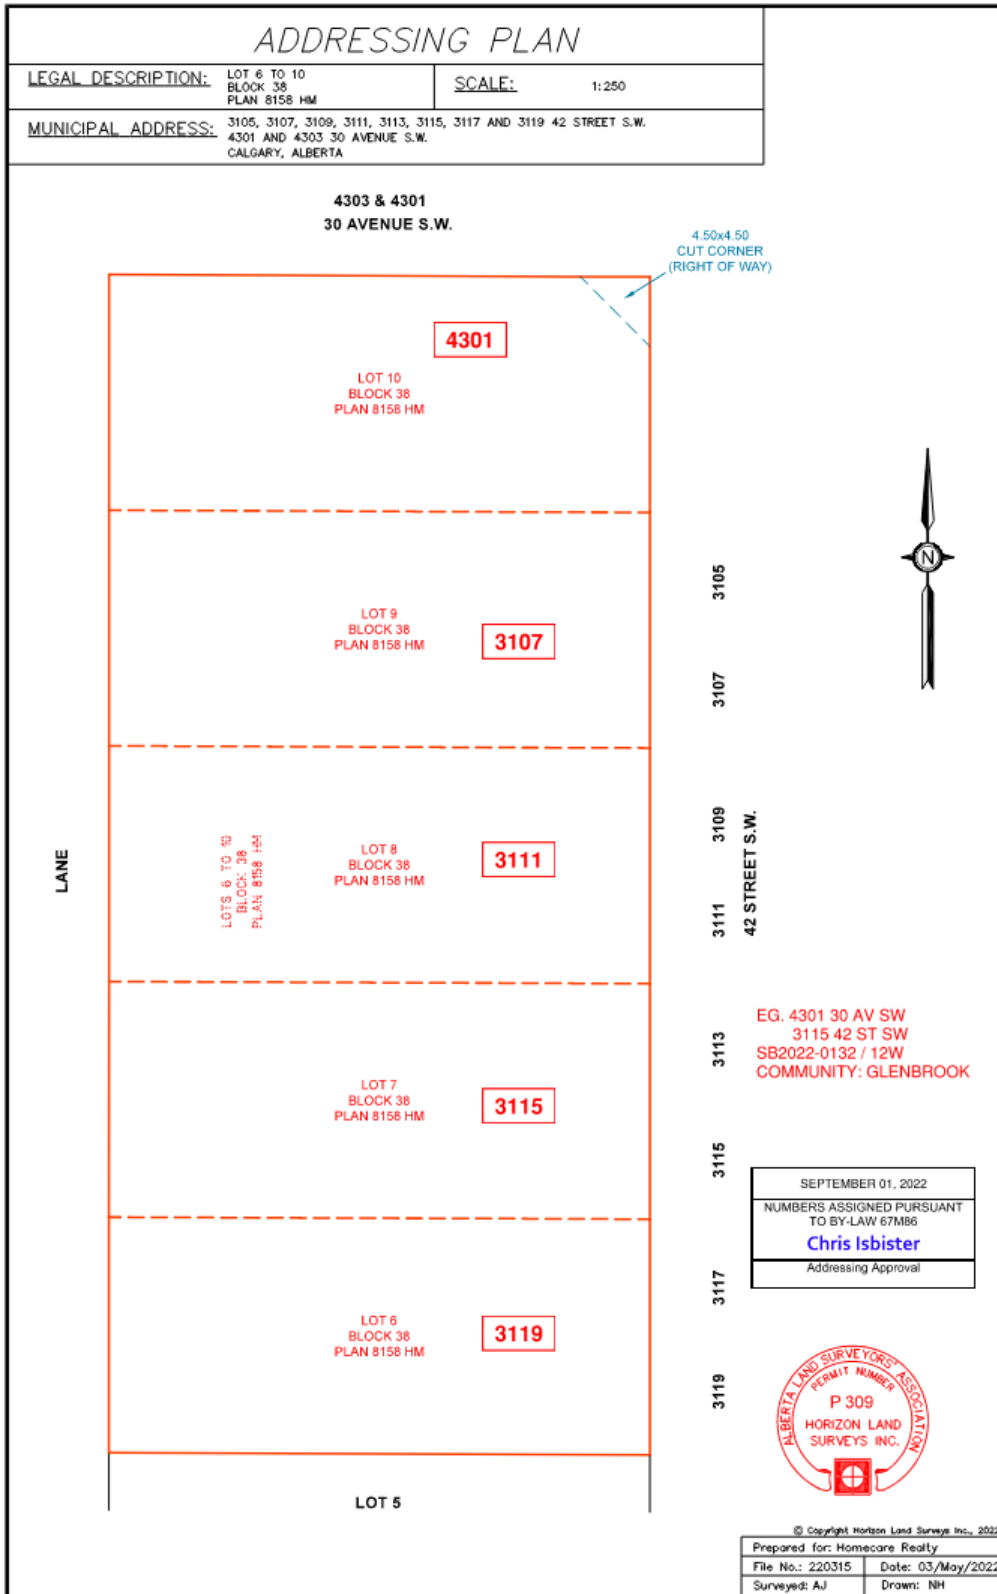 ADDRESSING PLAN
LEGAL DESCRIPTION:
LOT 6 TO 10
BLOCK 38
PLAN 8158 HM
SCALE:
1:250
MUNICIPAL ADDRESS:
3105, 3107, 3109, 3111, 3113, 3115, 3117 AND 3119 42 STREET S.W.
4301 AND 4303 30 AVENUE S.W.
CALGARY, ALBERTA
4303 & 4301
30 AVENUE S.W.
4.50x4.50
CUT CORNER
(RIGHT OF WAY)
4301
LOT 10
BLOCK 38
PLAN 8158 HM
N
3105
LOT 9
BLOCK 38
PLAN 8158 HM
3107
3107
LANE
LOTS 6 TO 10
BLOCK 38
PLAN 8158 HM
LOT 8
BLOCK 38
PLAN 8158 HM
3111
3109
3111
42 STREET S.W.
EG. 4301 30 AV SW
3115 42 ST SW
SB2022-0132 / 12W
COMMUNITY: GLENBROOK
3113
LOT 7
BLOCK 38
PLAN 8158 HM
3115
3115
SEPTEMBER 01, 2022
NUMBERS ASSIGNED PURSUANT
TO BY-LAW 67M86
Chris Isbister
Addressing Approval
3117
LOT 6
BLOCK 38
PLAN 8158 HM
3119
3119
ALBERTA LAND SURVEYORS' ASSOCIATION
PERMIT NUMBER
P 309
HORIZON LAND
SURVEYS INC.
LOT 5
© Copyright Horizon Land Surveys Inc., 2022
Prepared for: Homecare Realty
File No.: 220315
Date: 03/May/2022
Surveyed: AJ
Drawn: NH